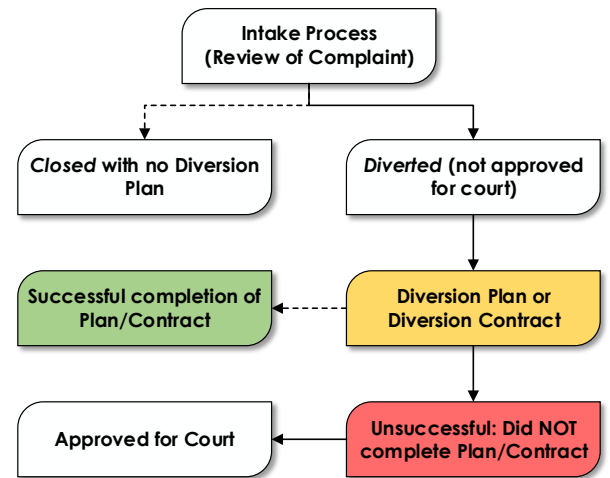 Intake Process
(Review of Complaint)
Closed with no Diversion
Plan
Diverted (not approved
for court)
Successful completion of
Plan/Contract
Diversion Plan or
Diversion Contract
Approved for Court
Unsuccessful: Did NOT
complete Plan/Contract